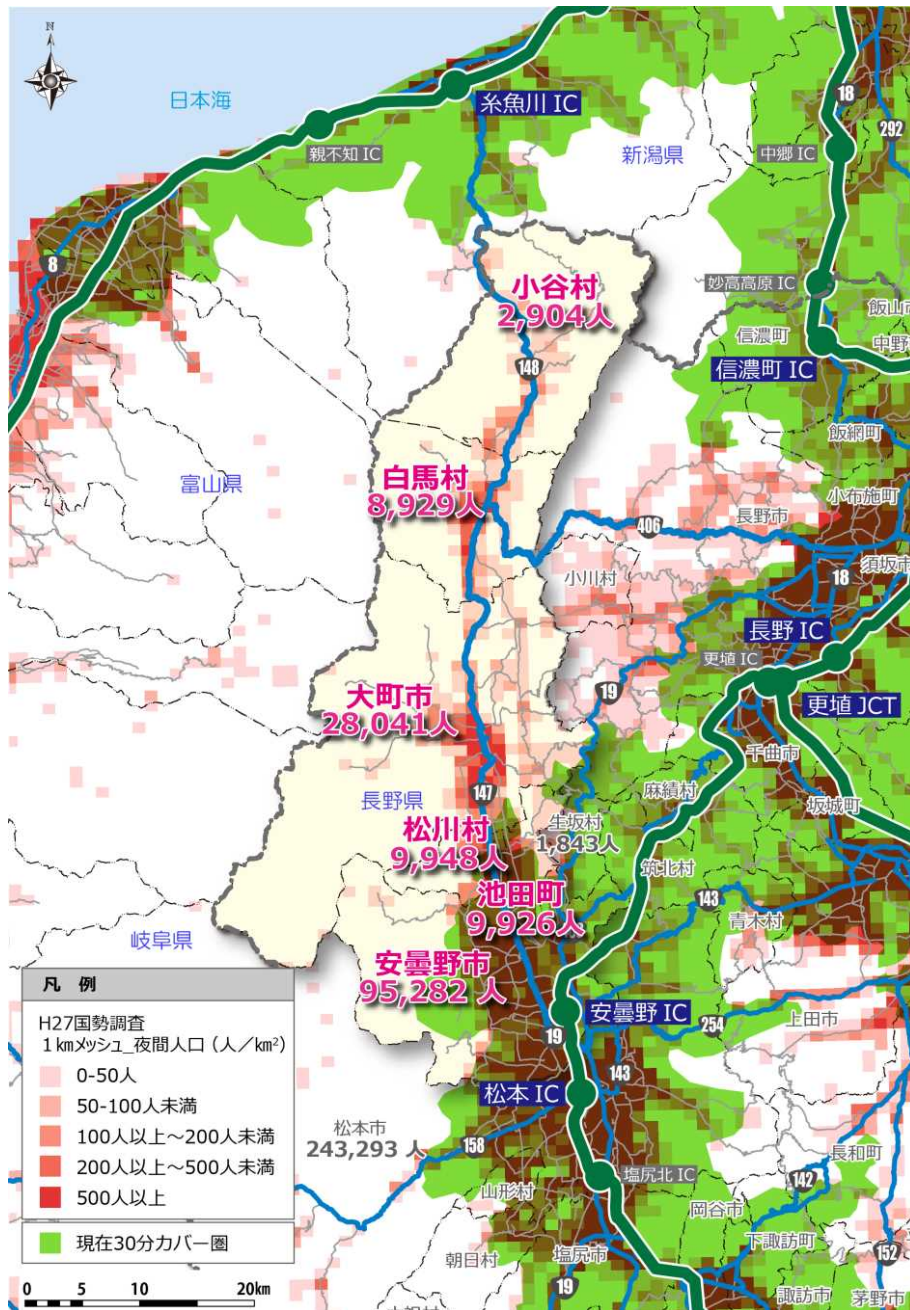 N
日本海
糸魚川 IC
親不知 IC
新潟県
18
292
中郷 IC
8
小谷村
2,904人
妙高高原 IC
飯山市
信濃町
中野
信濃町 IC
148
飯綱町
白馬村
8,929人
富山県
小布施町
長野市
406
須坂市
小川村
18
長野 IC
更埴 IC
19
更埴 JCT
大町市
28,041人
千曲市
麻績村
長野県
147
坂城町
松川村
9,948人
生坂村
1,843人
筑北村
池田町
9,926人
143
青木村
岐阜県
安曇野市
95,282 人
安曇野 IC
19
254
上田市
143
松本 IC
松本市
243,293 人
158
長和町
塩尻北 IC
142
山形村
岡谷市
下諏訪町
朝日村
塩尻市
152
19
諏訪市
茅野市
凡 例
H27国勢調査
1kmメッシュ_夜間人口（人／km²）
0-50人
50-100人未満
100人以上～200人未満
200人以上～500人未満
500人以上
現在30分カバー圏
0 5 10 20km